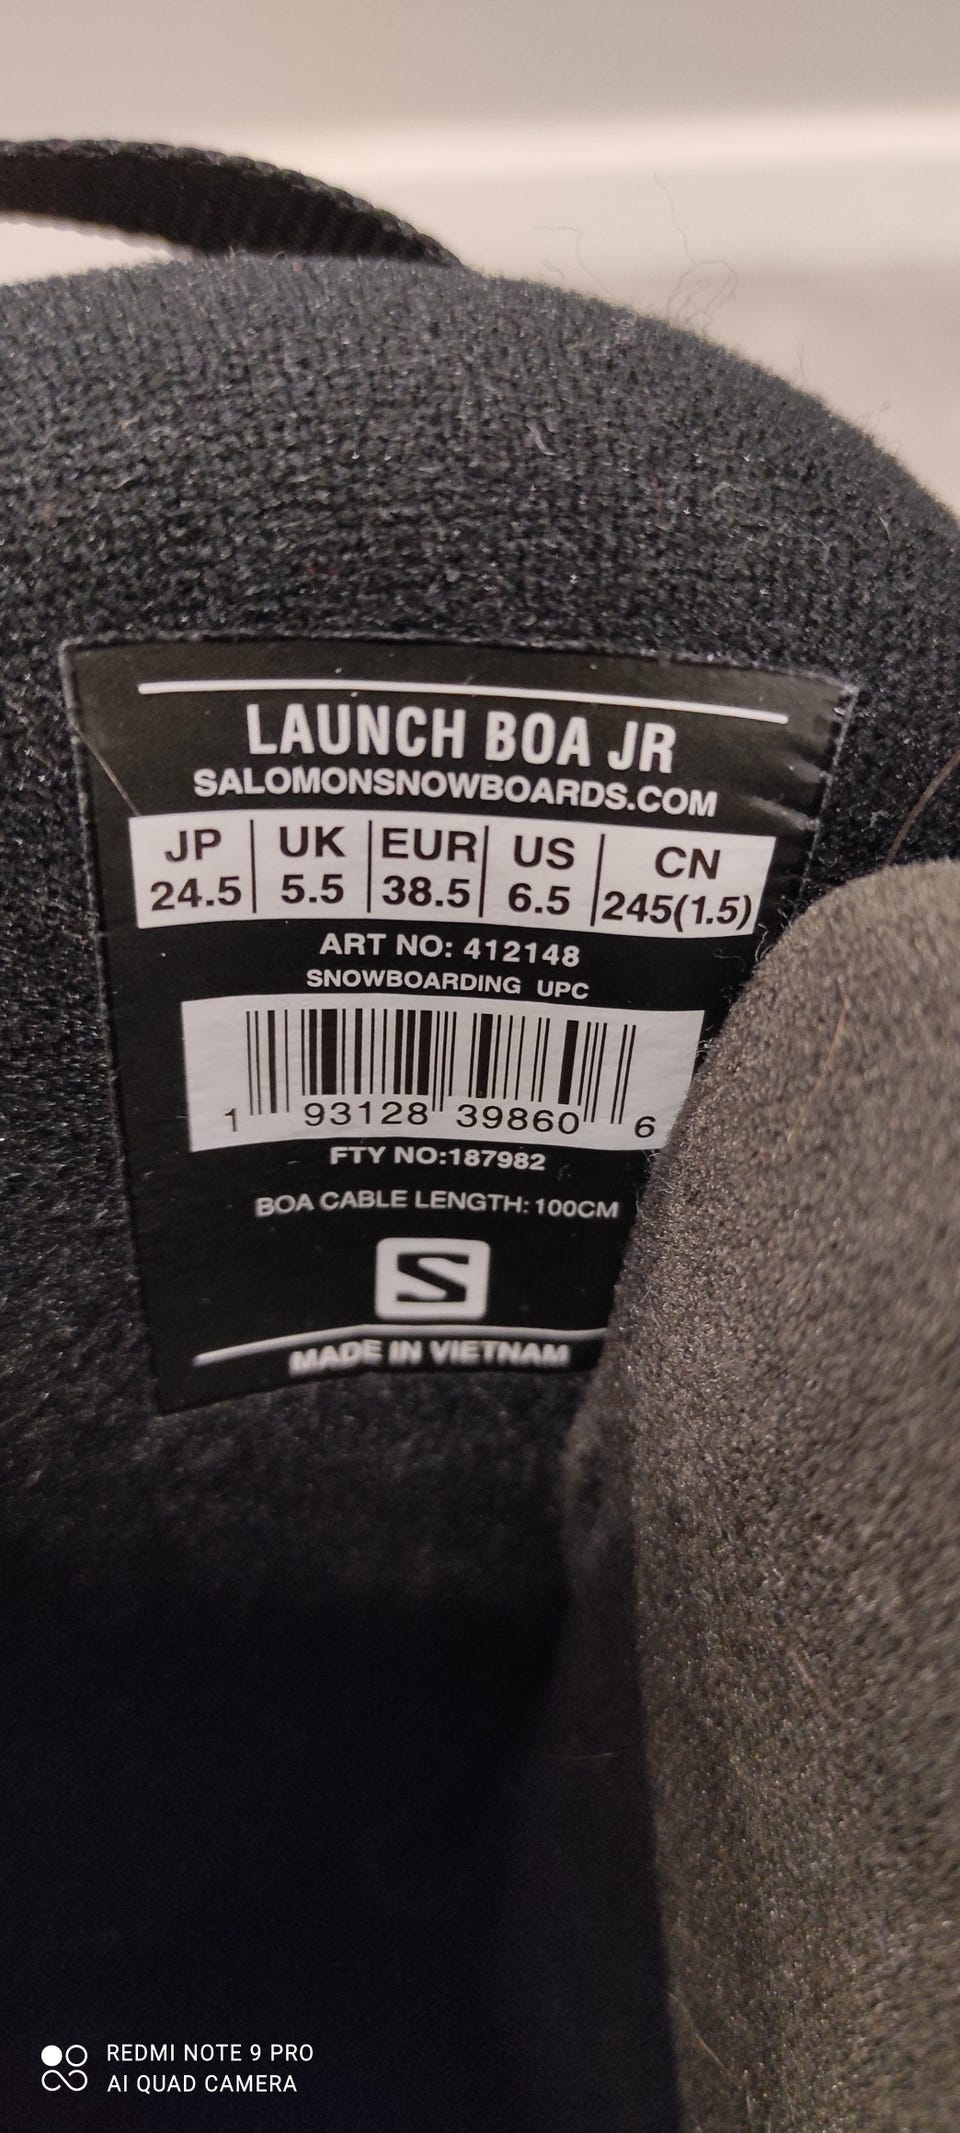 LAUNCH BOA JR
SALOMONSNOWBOARDS.COM
JP UK EUR US CN
24.5 5.5 38.5 6.5 245(1.5)
ART NO: 412148
SNOWBOARDING UPC
1 93128 39860 6
FTY NO:187982
BOA CABLE LENGTH: 100CM
S
MADE IN VIETNAM
REDMI NOTE 9 PRO
AI QUAD CAMERA